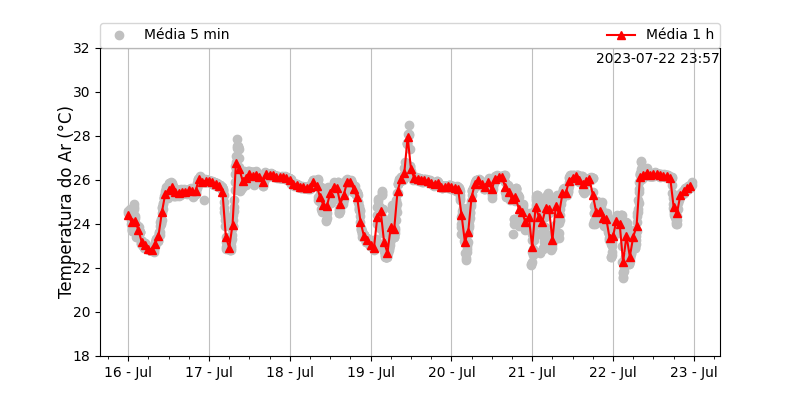 Média 5 min
Média 1 h
2023-07-22 23:57
Temperatura do Ar (°C)
32
30
28
26
24
22
20
18
16 - Jul
17 - Jul
18 - Jul
19 - Jul
20 - Jul
21 - Jul
22 - Jul
23 - Jul